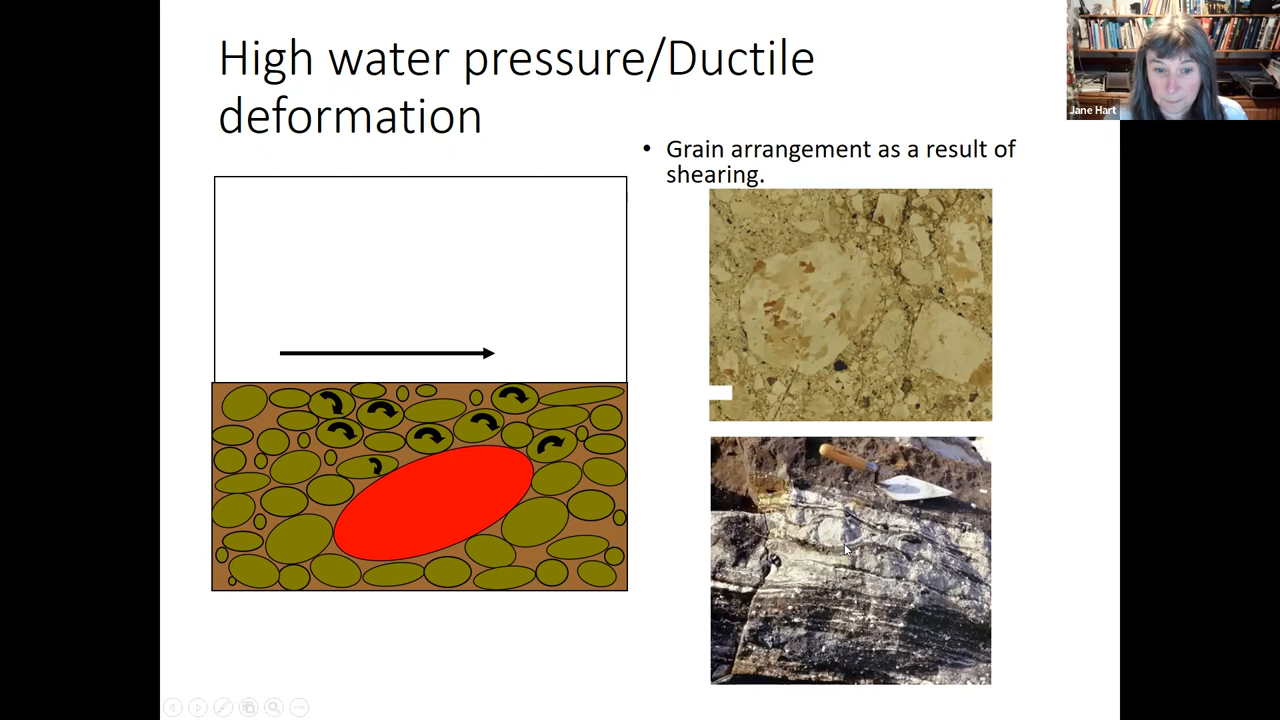 High water pressure/Ductile
deformation
Jane Hart
• Grain arrangement as a result of
shearing.